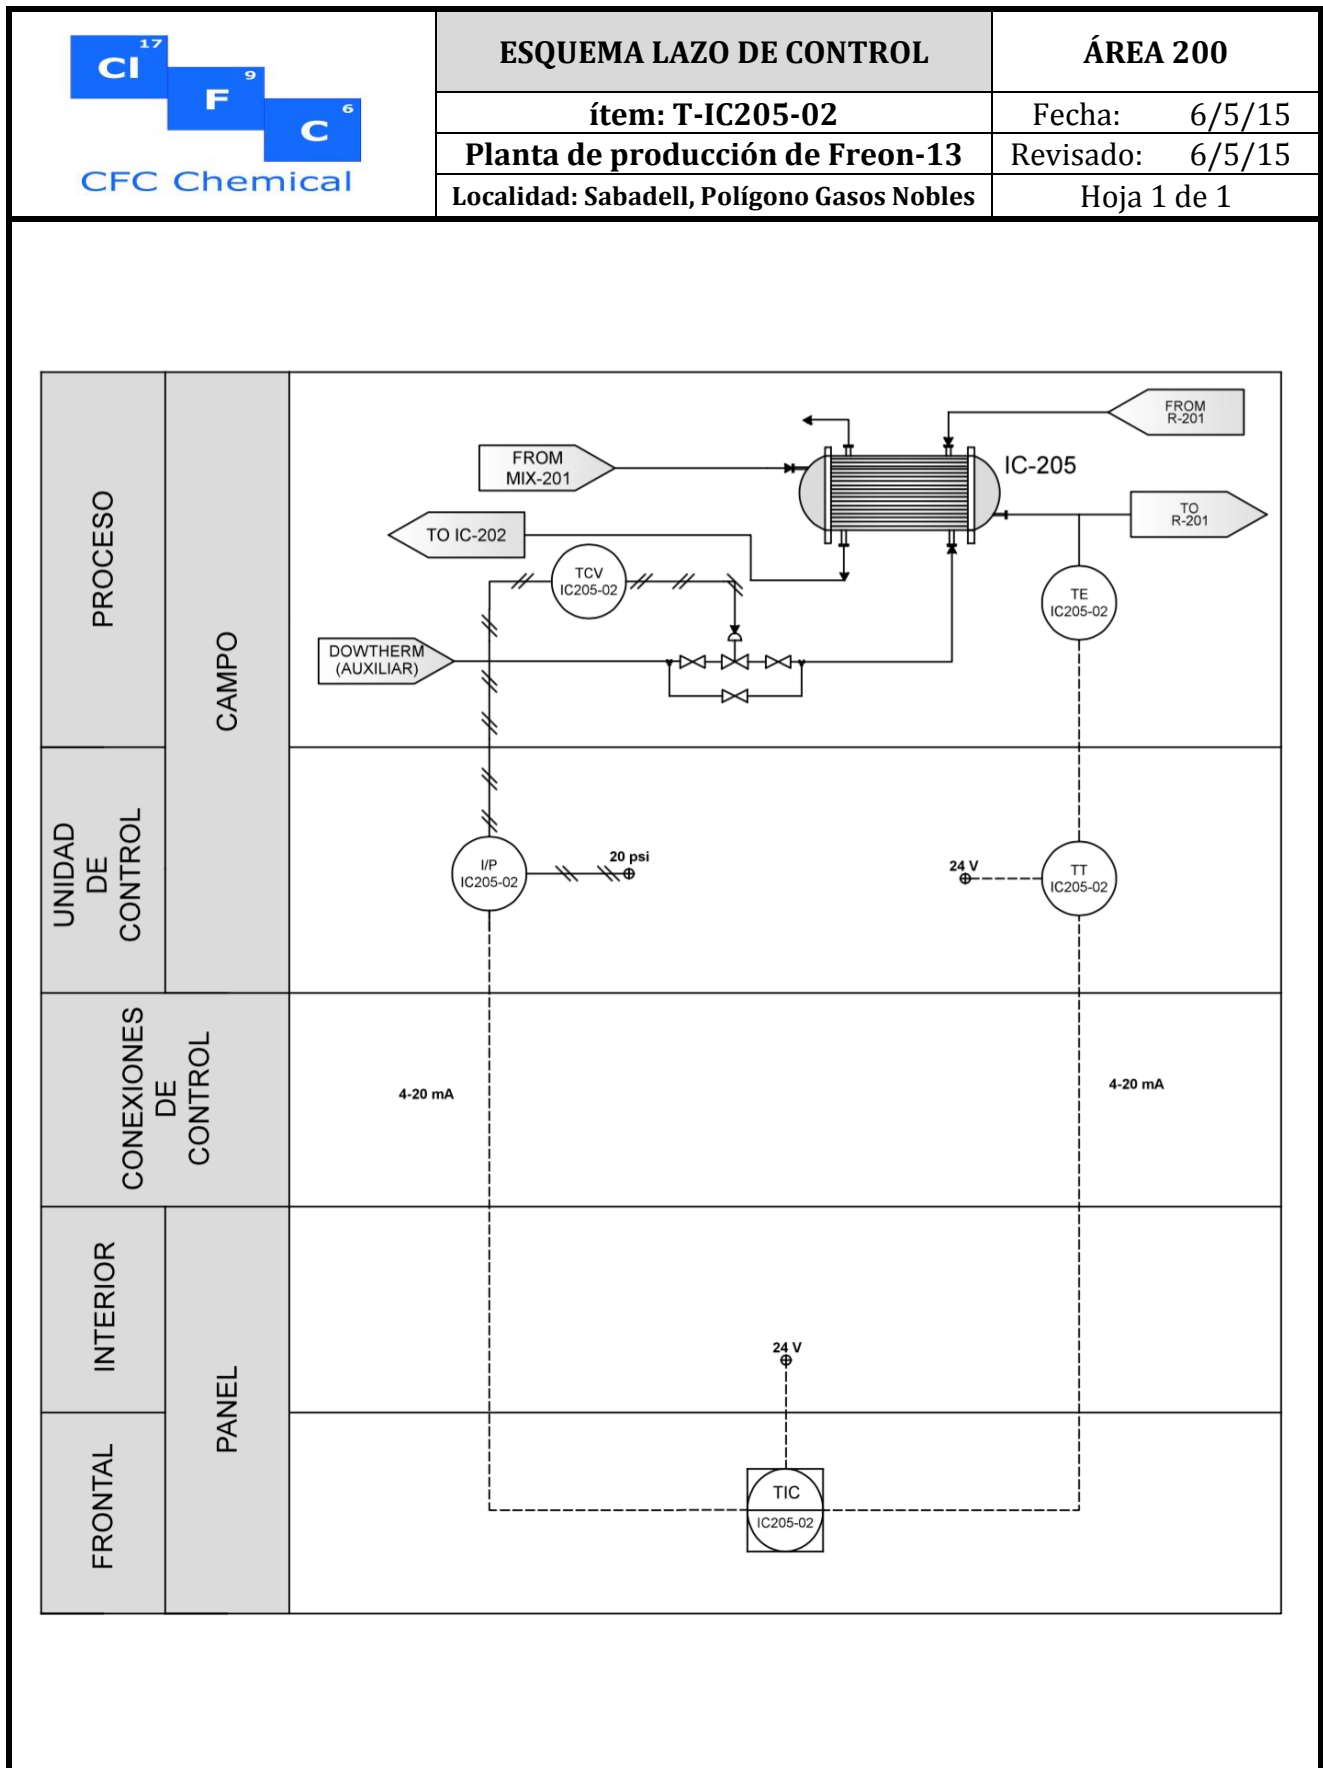 17
Cl
9
F
6
C
CFC Chemical
ESQUEMA LAZO DE CONTROL
ÁREA 200
ítem: T-IC205-02
Fecha: 6/5/15
Planta de producción de Freon-13
Revisado: 6/5/15
Localidad: Sabadell, Polígono Gasos Nobles
Hoja 1 de 1
PROCESO
CAMPO
FROM
R-201
FROM
MIX-201
IC-205
TO
R-201
TO IC-202
TCV
IC205-02
TE
IC205-02
DOWTHERM
(AUXILIAR)
UNIDAD
DE
CONTROL
I/P
IC205-02
20 psi
24 V
TT
IC205-02
CONEXIONES
DE
CONTROL
4-20 mA
4-20 mA
INTERIOR
PANEL
24 V
FRONTAL
TIC
IC205-02